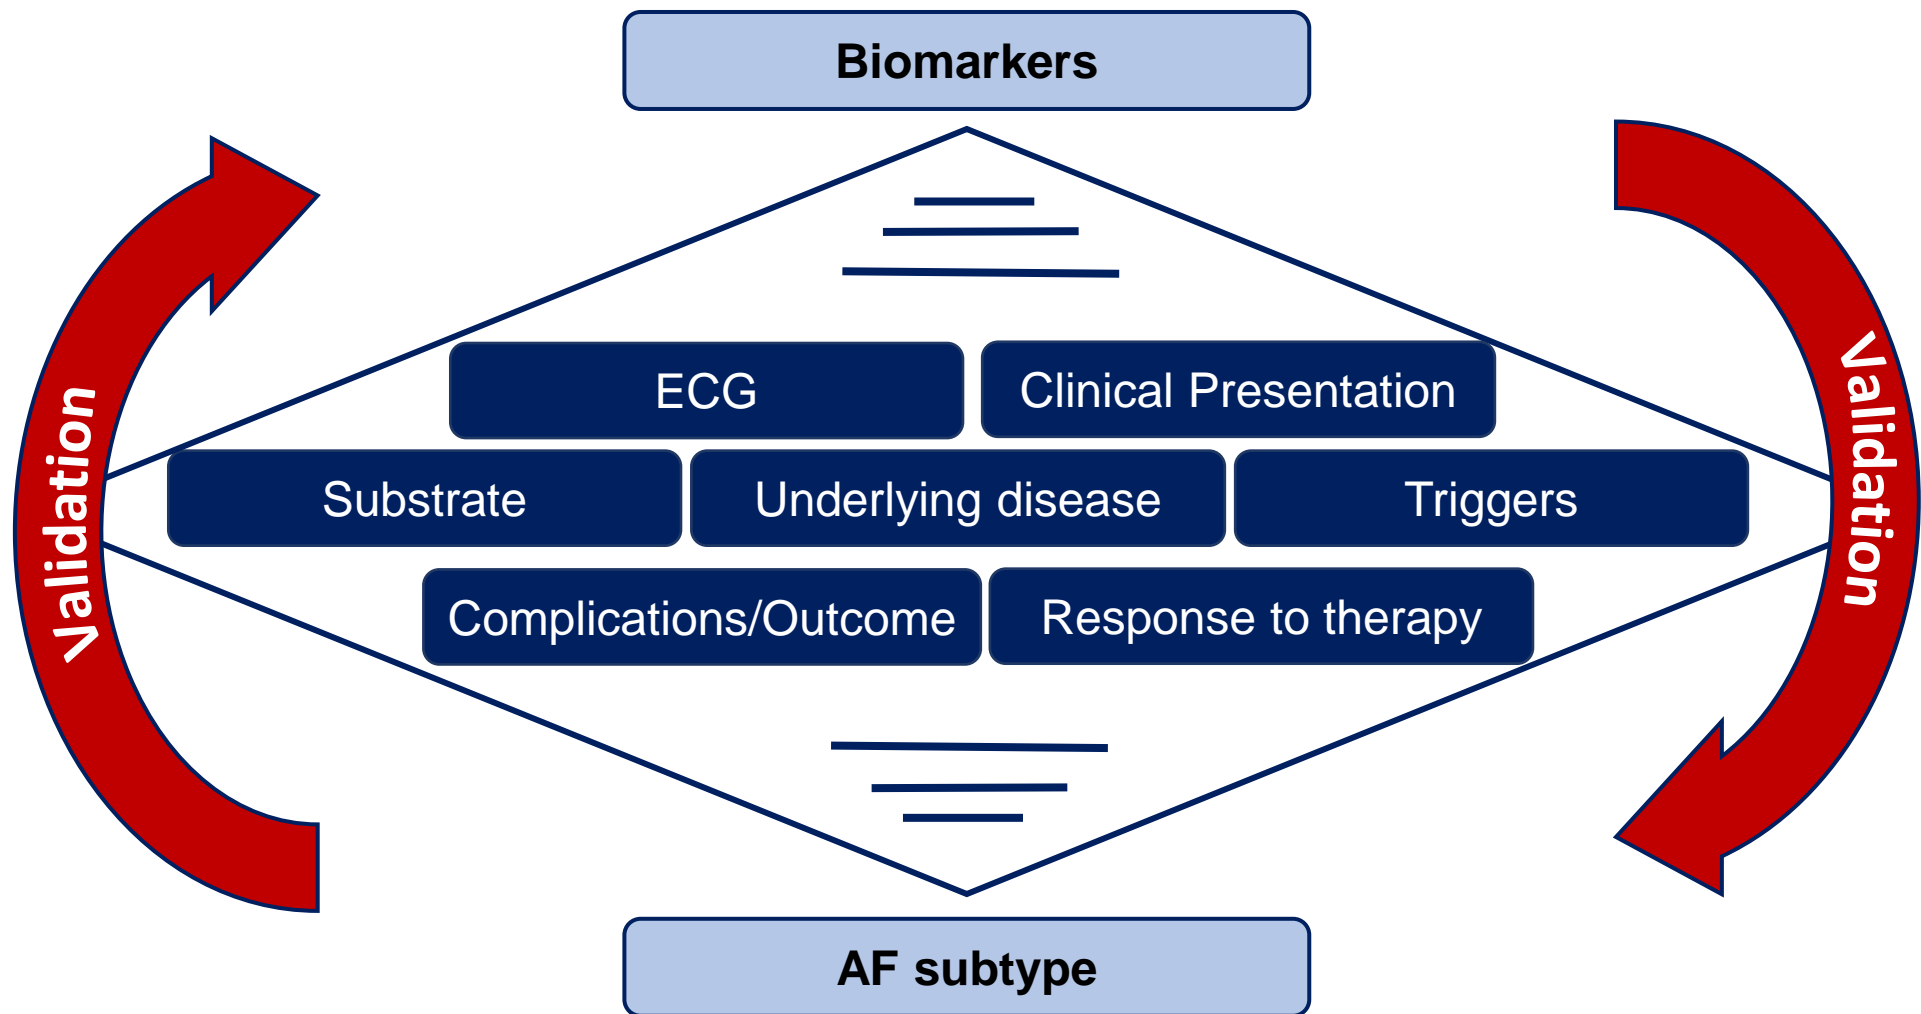 Biomarkers
Validation
Validation
ECG
Clinical Presentation
Substrate
Underlying disease
Triggers
Complications/Outcome
Response to therapy
AF subtype